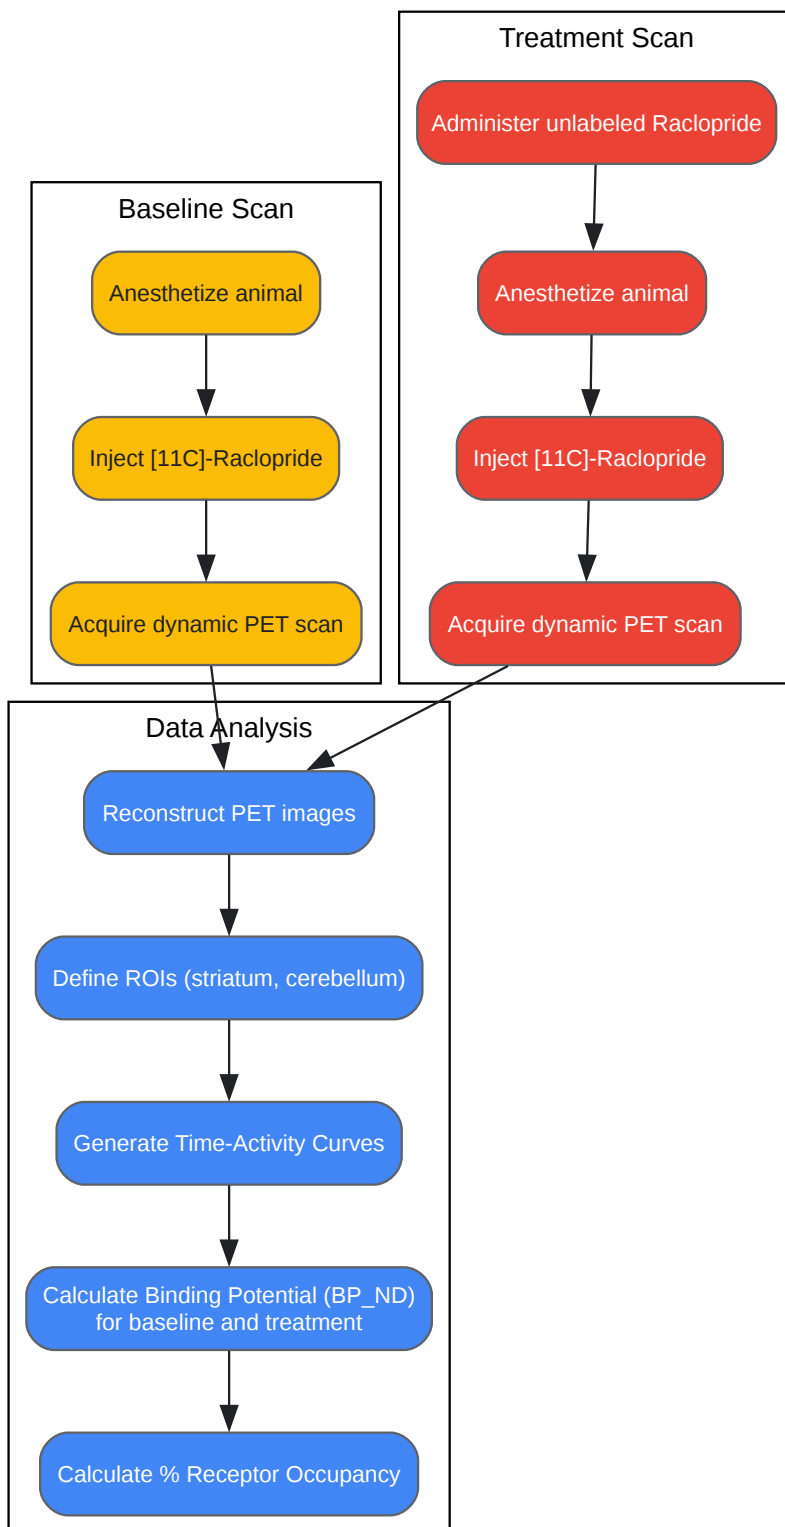 Treatment Scan
Administer unlabeled Raclopride
Anesthetize animal
Inject [11C]-Raclopride
Acquire dynamic PET scan
Baseline Scan
Anesthetize animal
Inject [11C]-Raclopride
Acquire dynamic PET scan
Data Analysis
Reconstruct PET images
Define ROIs (striatum, cerebellum)
Generate Time-Activity Curves
Calculate Binding Potential (BP_ND)
for baseline and treatment
Calculate % Receptor Occupancy